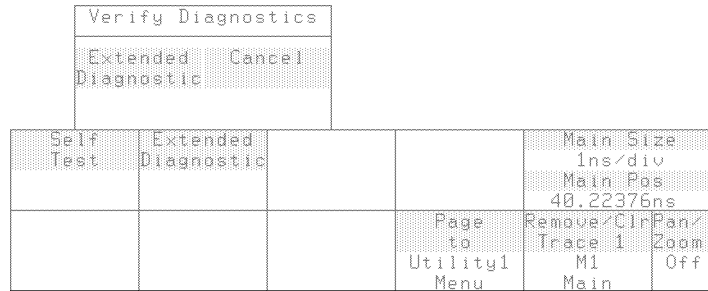 Verify Diagnostics
Extended Cancel
Diagnostic
Self Extended Main Size
Test Diagnostic 1ns/div
Main Pos
40.22376ns
Page Remove/Clr Pan/
to Trace 1 Zoom
Utility1 M1 Off
Menu Main